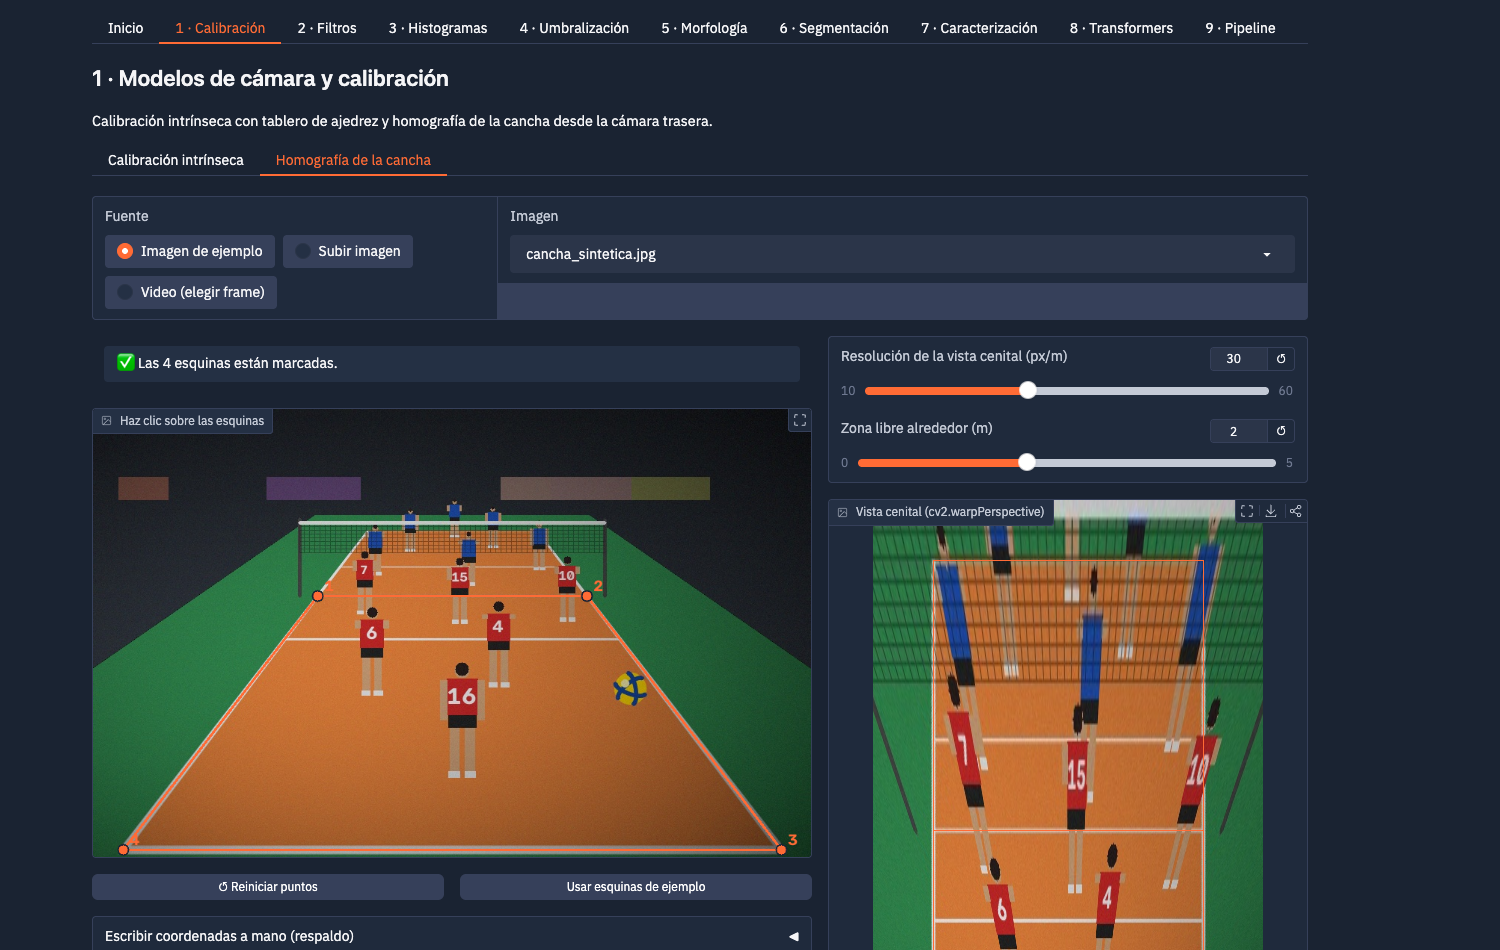 Inicio
1 · Calibración
2 · Filtros
3 · Histogramas
4 · Umbralización
5 · Morfología
6 · Segmentación
7 · Caracterización
8 · Transformers
9 · Pipeline
1 · Modelos de cámara y calibración
Calibración intrínseca con tablero de ajedrez y homografía de la cancha desde la cámara trasera.
Calibración intrínseca
Homografía de la cancha
Fuente
Imagen de ejemplo
Subir imagen
Video (elegir frame)
Imagen
cancha_sintetica.jpg
✅ Las 4 esquinas están marcadas.
Haz clic sobre las esquinas
7
15
10
2
6
4
16
3
↺ Reiniciar puntos
Usar esquinas de ejemplo
Escribir coordenadas a mano (respaldo)
Resolución de la vista cenital (px/m)
30
10
60
Zona libre alrededor (m)
2
0
5
Vista cenital (cv2.warpPerspective)
7
15
10
6
4